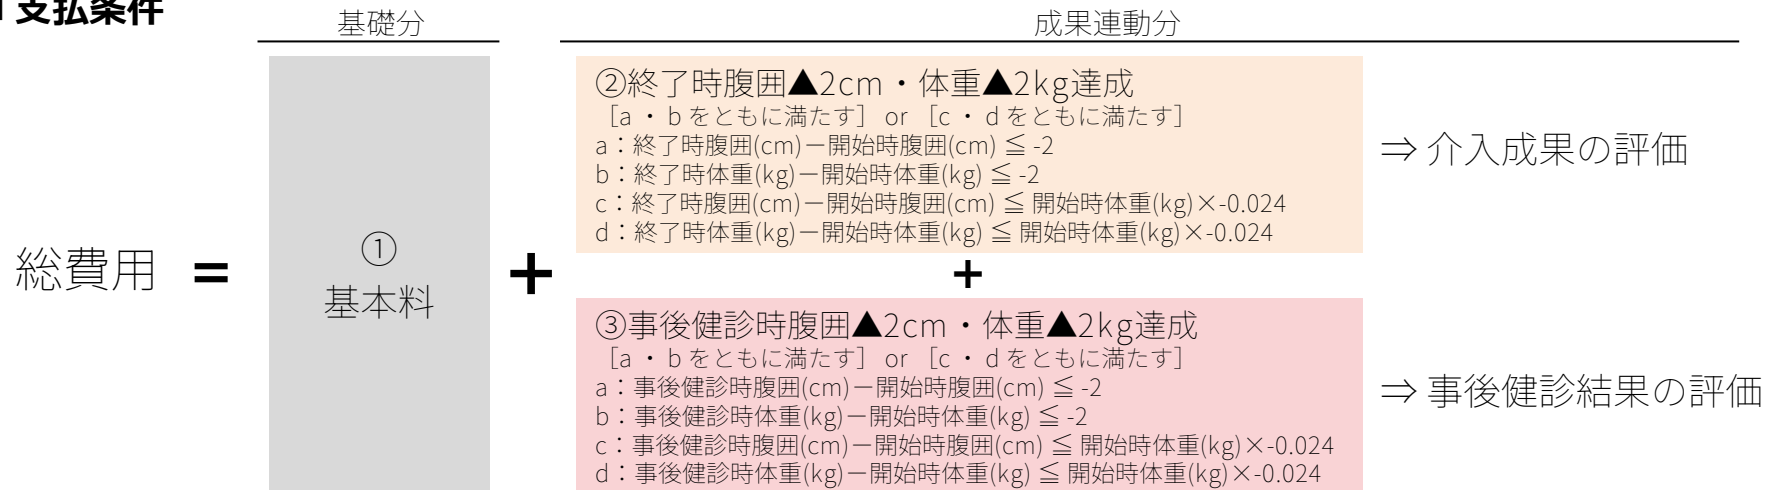 支払条件
基礎分
成果連動分
②終了時腹囲▲2cm・体重▲2kg達成
［a・bをともに満たす］or［c・dをともに満たす］
a：終了時腹囲(cm)－開始時腹囲(cm) ≦ -2
b：終了時体重(kg)－開始時体重(kg) ≦ -2
c：終了時腹囲(cm)－開始時腹囲(cm) ≦ 開始時体重(kg)×-0.024
d：終了時体重(kg)－開始時体重(kg) ≦ 開始時体重(kg)×-0.024
⇒ 介入成果の評価
総費用
=
①
基本料
+
+
③事後健診時腹囲▲2cm・体重▲2kg達成
［a・bをともに満たす］or［c・dをともに満たす］
a：事後健診時腹囲(cm)－開始時腹囲(cm) ≦ -2
b：事後健診時体重(kg)－開始時体重(kg) ≦ -2
c：事後健診時腹囲(cm)－開始時腹囲(cm) ≦ 開始時体重(kg)×-0.024
d：事後健診時体重(kg)－開始時体重(kg) ≦ 開始時体重(kg)×-0.024
⇒ 事後健診結果の評価